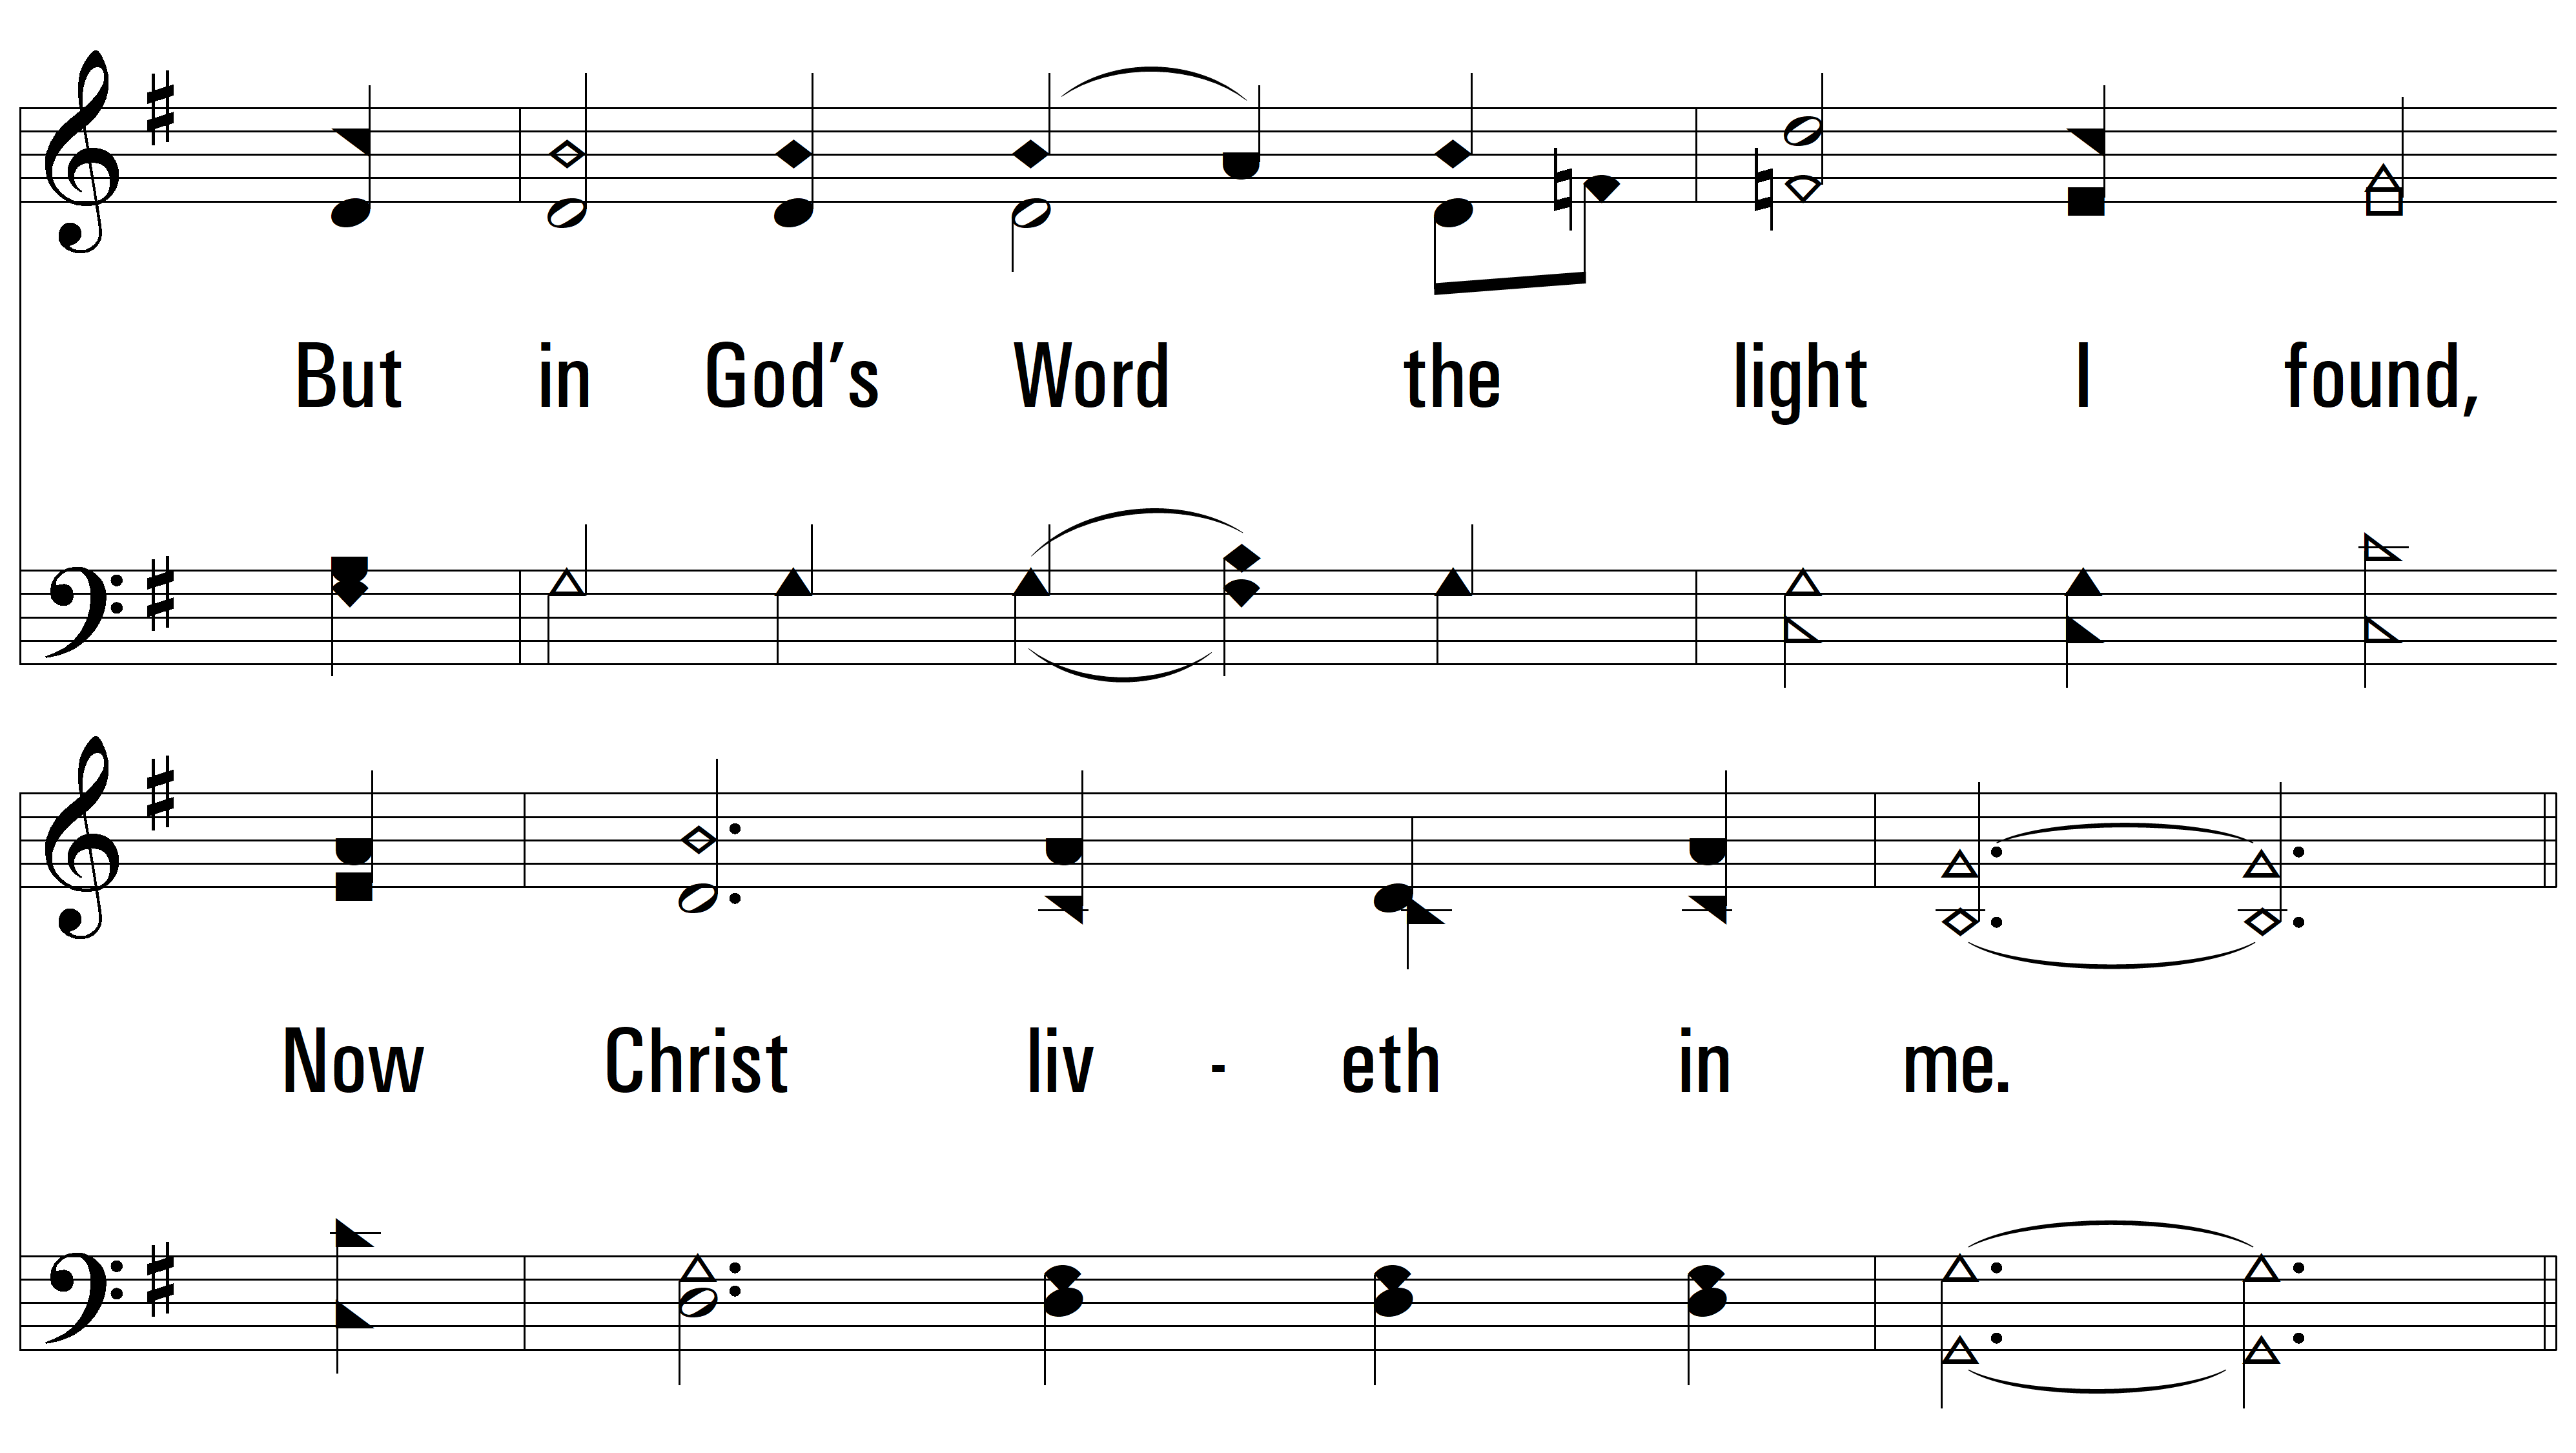 But in God’s Word the light I found,
Now Christ liv - eth in me.